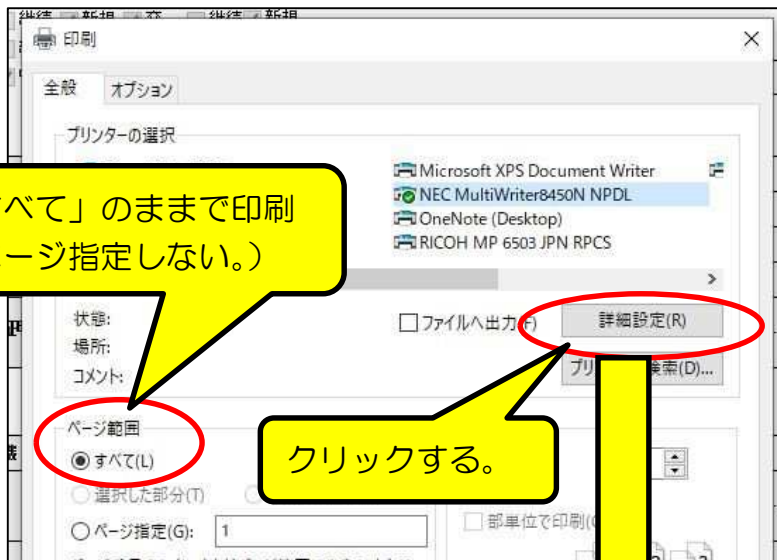 継続 新規 交 継続 新規
印刷
全般 オプション
プリンターの選択
Microsoft XPS Document Writer
NEC MultiWriter8450N NPDL
OneNote (Desktop)
RICOH MP 6503 JPN RPCS
べて」のままで印刷
ージ指定しない。)
状態:
場所:
コメント:
ファイルへ出力(F)
詳細設定(R)
プリ 検索(D)...
ページ範囲
すべて(L)
選択した部分(T)
ページ指定(G): 1
クリックする。
部単位で印刷(